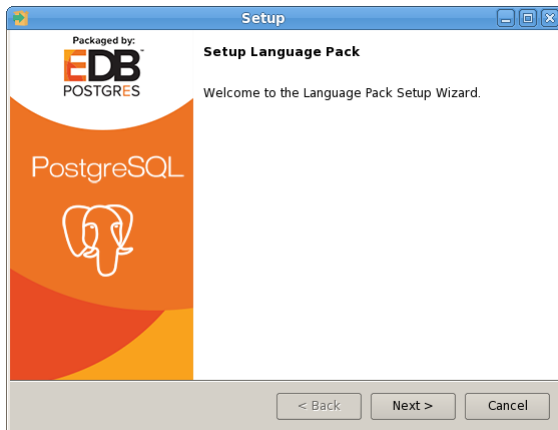 Setup
Packaged by:
EDB
POSTGRES
PostgreSQL
Setup Language Pack
Welcome to the Language Pack Setup Wizard.
< Back
Next >
Cancel